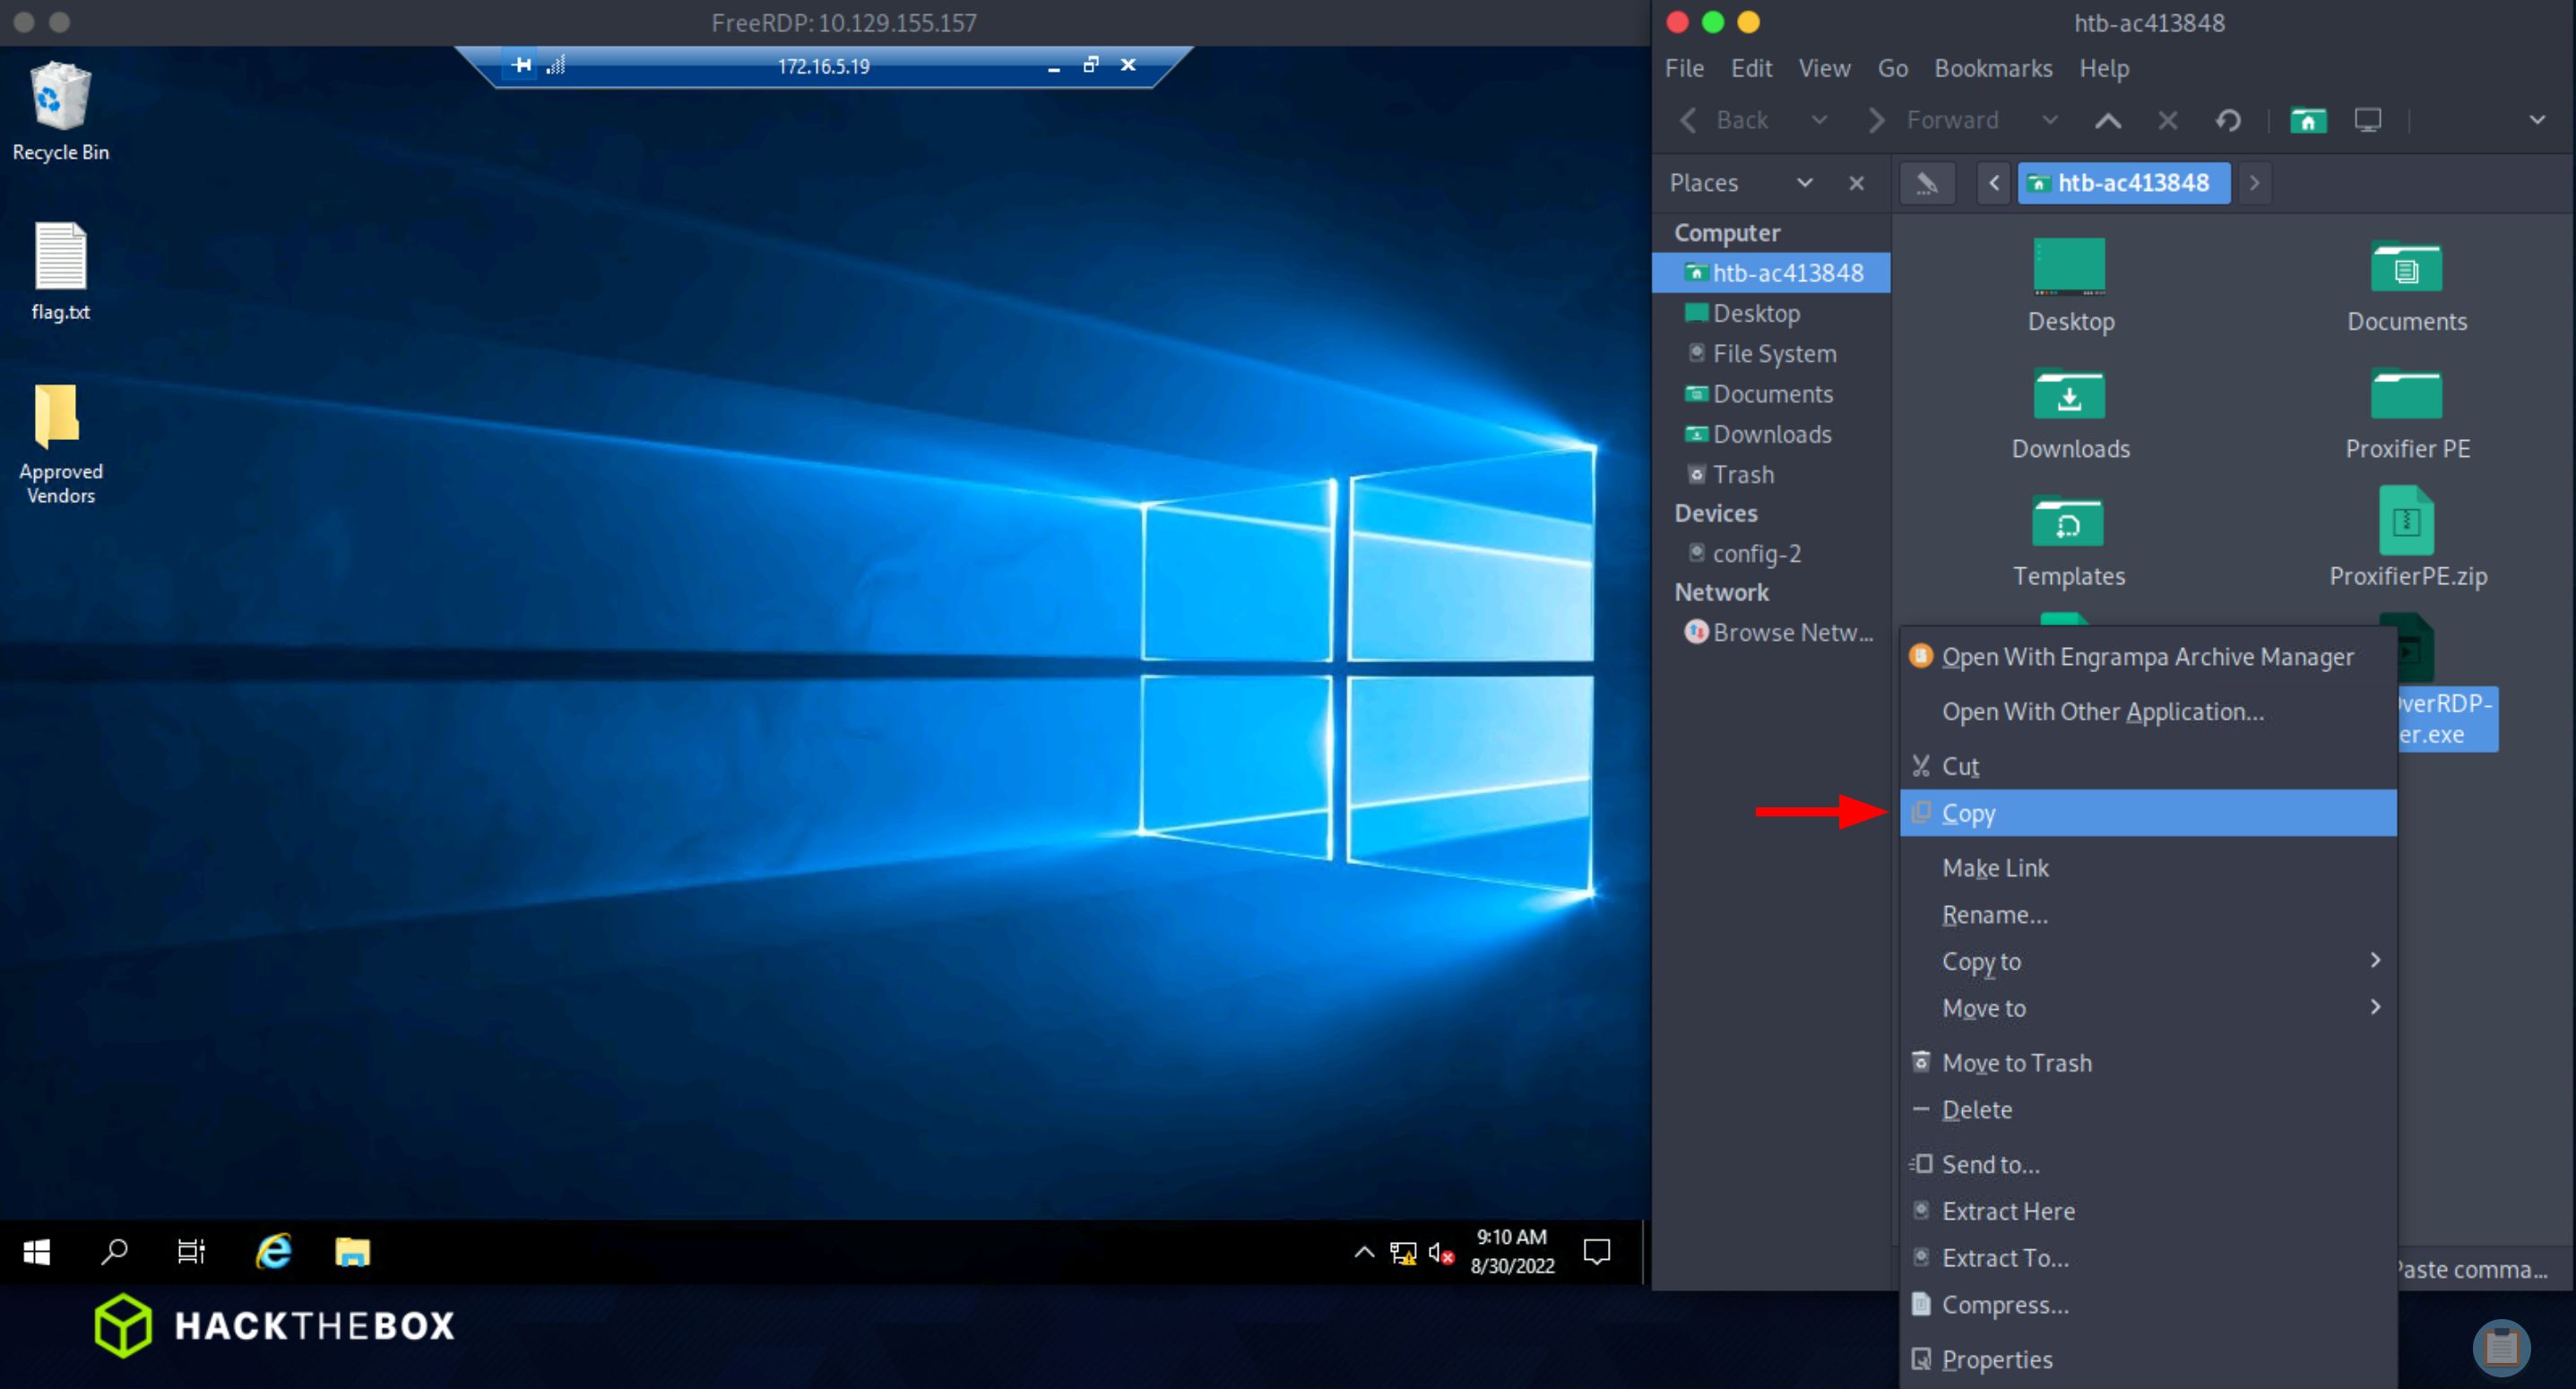 FreeRDP: 10.129.155.157
172.16.5.19
Recycle Bin
flag.txt
Approved
Vendors
9:10 AM
8/30/2022
HACKTHEBOX
htb-ac413848
File Edit View Go Bookmarks Help
Back Forward
Places
htb-ac413848
Computer
htb-ac413848
Desktop
File System
Documents
Downloads
Trash
Devices
config-2
Network
Browse Netw...
Desktop
Documents
Downloads
Proxifier PE
Templates
ProxifierPE.zip
verRDP-
er.exe
Open With Engrampa Archive Manager
Open With Other Application...
Cut
Copy
Make Link
Rename...
Copy to
Move to
Move to Trash
Delete
Send to...
Extract Here
Extract To...
Compress...
Properties
Paste comma...